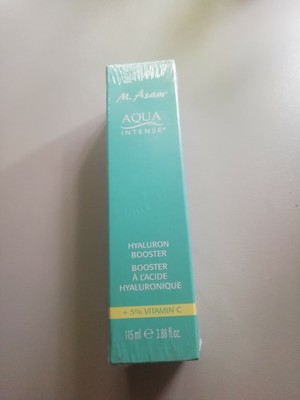 M. Asam®
AQUA
INTENSE®
HYALURON
BOOSTER
BOOSTER
À L'ACIDE
HYALURONIQUE
+ 5% VITAMIN C
115 ml ℮ 3.88 fl.oz.